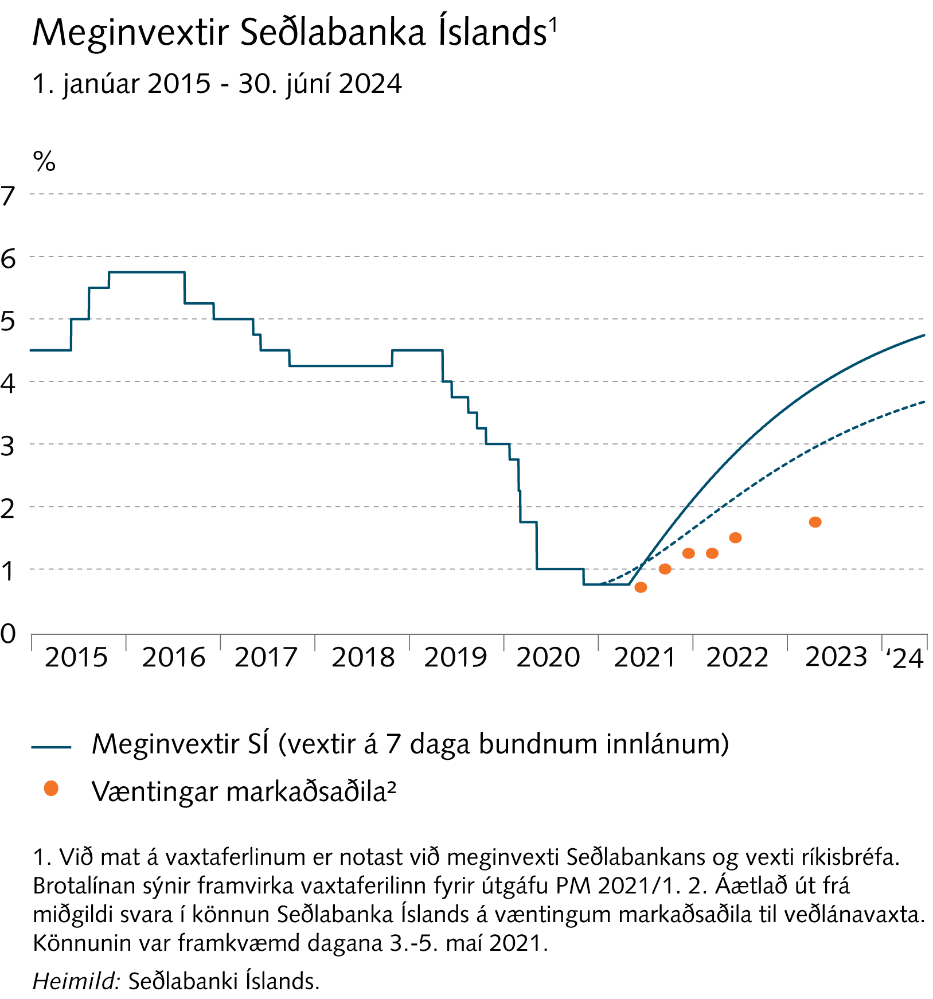 Meginvextir Seðlabanka Íslands¹
1. janúar 2015 - 30. júní 2024
%
7
6
5
4
3
2
1
0
2015 2016 2017 2018 2019 2020 2021 2022 2023 ‘24
Meginvextir SÍ (vextir á 7 daga bundnum innlánum)
Væntingar markaðsaðila²
1. Við mat á vaxtaferlinum er notast við meginvexti Seðlabankans og vexti ríkisbréfa.
Brotalínan sýnir framvirka vaxtaferilinn fyrir útgáfu PM 2021/1. 2. Áætlað út frá
miðgildi svara í könnun Seðlabanka Íslands á væntingum markaðsaðila til veðlánavaxta.
Könnunin var framkvæmd dagana 3.-5. maí 2021.
Heimild: Seðlabanki Íslands.